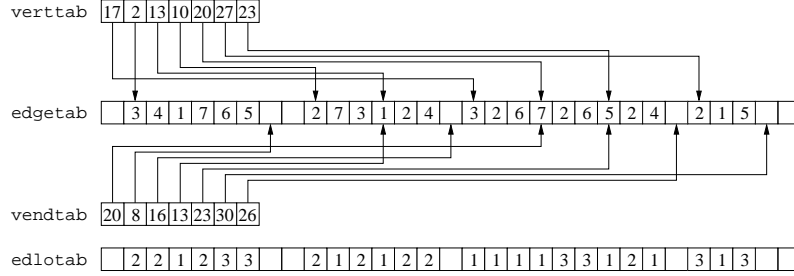 verttab 17 2 13 10 20 27 23
edgetab 3 4 1 7 6 5 2 7 3 1 2 4 3 2 6 7 2 6 5 2 4 2 1 5
vendtab 20 8 16 13 23 30 26
edlotab 2 2 1 2 3 3 2 1 2 1 2 2 1 1 1 1 3 3 1 2 1 3 1 3